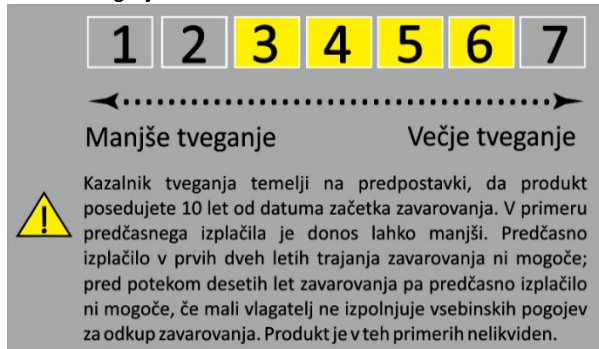 1 2 3 4 5 6 7
Manjše tveganje Večje tveganje
Kazalnik tveganja temelji na predpostavki, da produkt
posedujete 10 let od datuma začetka zavarovanja. V primeru
predčasnega izplačila je donos lahko manjši. Predčasno
izplačilo v prvih dveh letih trajanja zavarovanja ni mogoče;
pred potekom desetih let zavarovanja pa predčasno izplačilo
ni mogoče, če mali vlagatelj ne izpolnjuje vsebinskih pogojev
za odkup zavarovanja. Produkt je v teh primerih nelikviden.